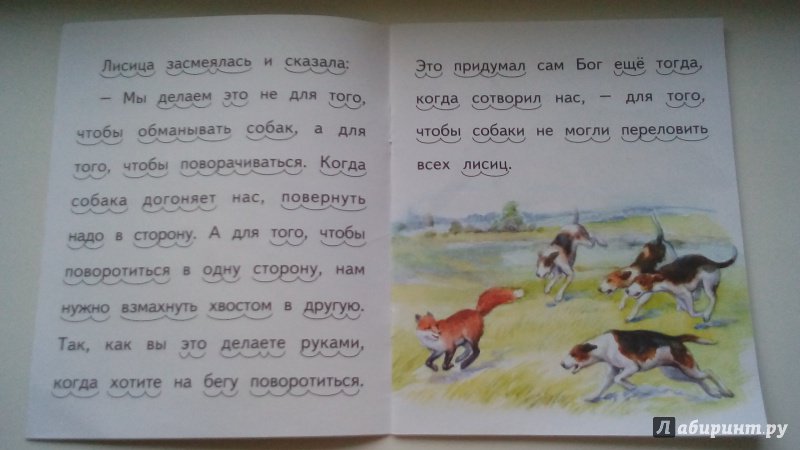 Лисица засмеялась и сказала:
— Мы делаем это не для того,
чтобы обманывать собак, а для
того, чтобы поворачиваться. Когда
собака догоняет нас, повернуть
надо в сторону. А для того, чтобы
поворотиться в одну сторону, нам
нужно взмахнуть хвостом в другую.
Так, как вы это делаете руками,
когда хотите на бегу поворотиться.
Это придумал сам Бог ещё тогда,
когда сотворил нас, — для того,
чтобы собаки не могли переловить
всех лисиц.
Лабиринт.ру